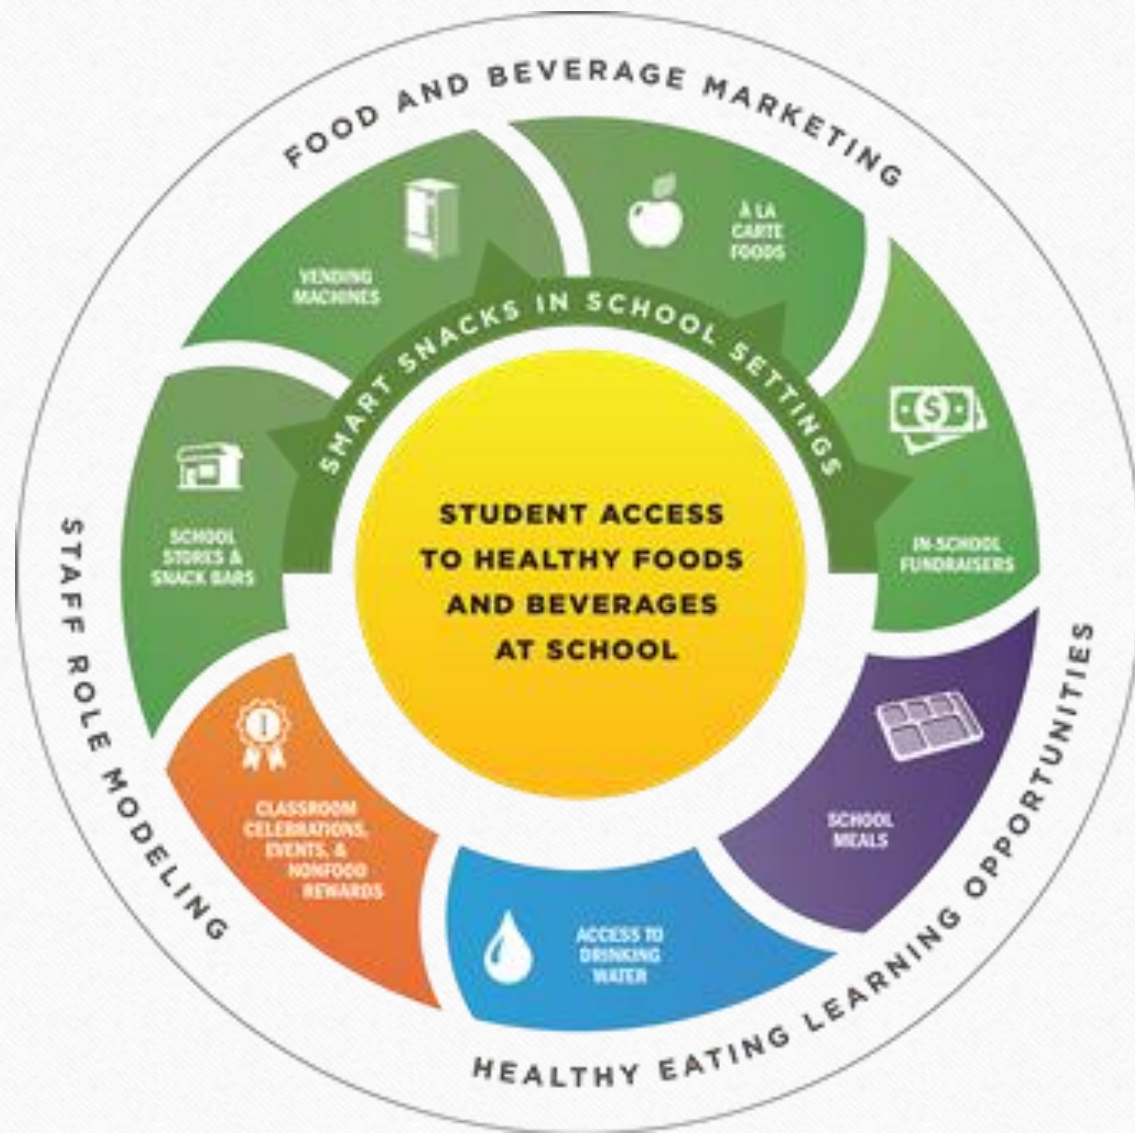 FOOD AND BEVERAGE MARKETING
À LA
CARTE
FOODS
VENDING
MACHINES
SMART SNACKS IN SCHOOL SETTINGS
$
IN-SCHOOL
FUNDRAISERS
SCHOOL
STORES &
SNACK BARS
STUDENT ACCESS
TO HEALTHY FOODS
AND BEVERAGES
AT SCHOOL
STAFF ROLE MODELING
1
CLASSROOM
CELEBRATIONS,
EVENTS, &
NONFOOD
REWARDS
SCHOOL
MEALS
ACCESS TO
DRINKING
WATER
HEALTHY EATING LEARNING OPPORTUNITIES